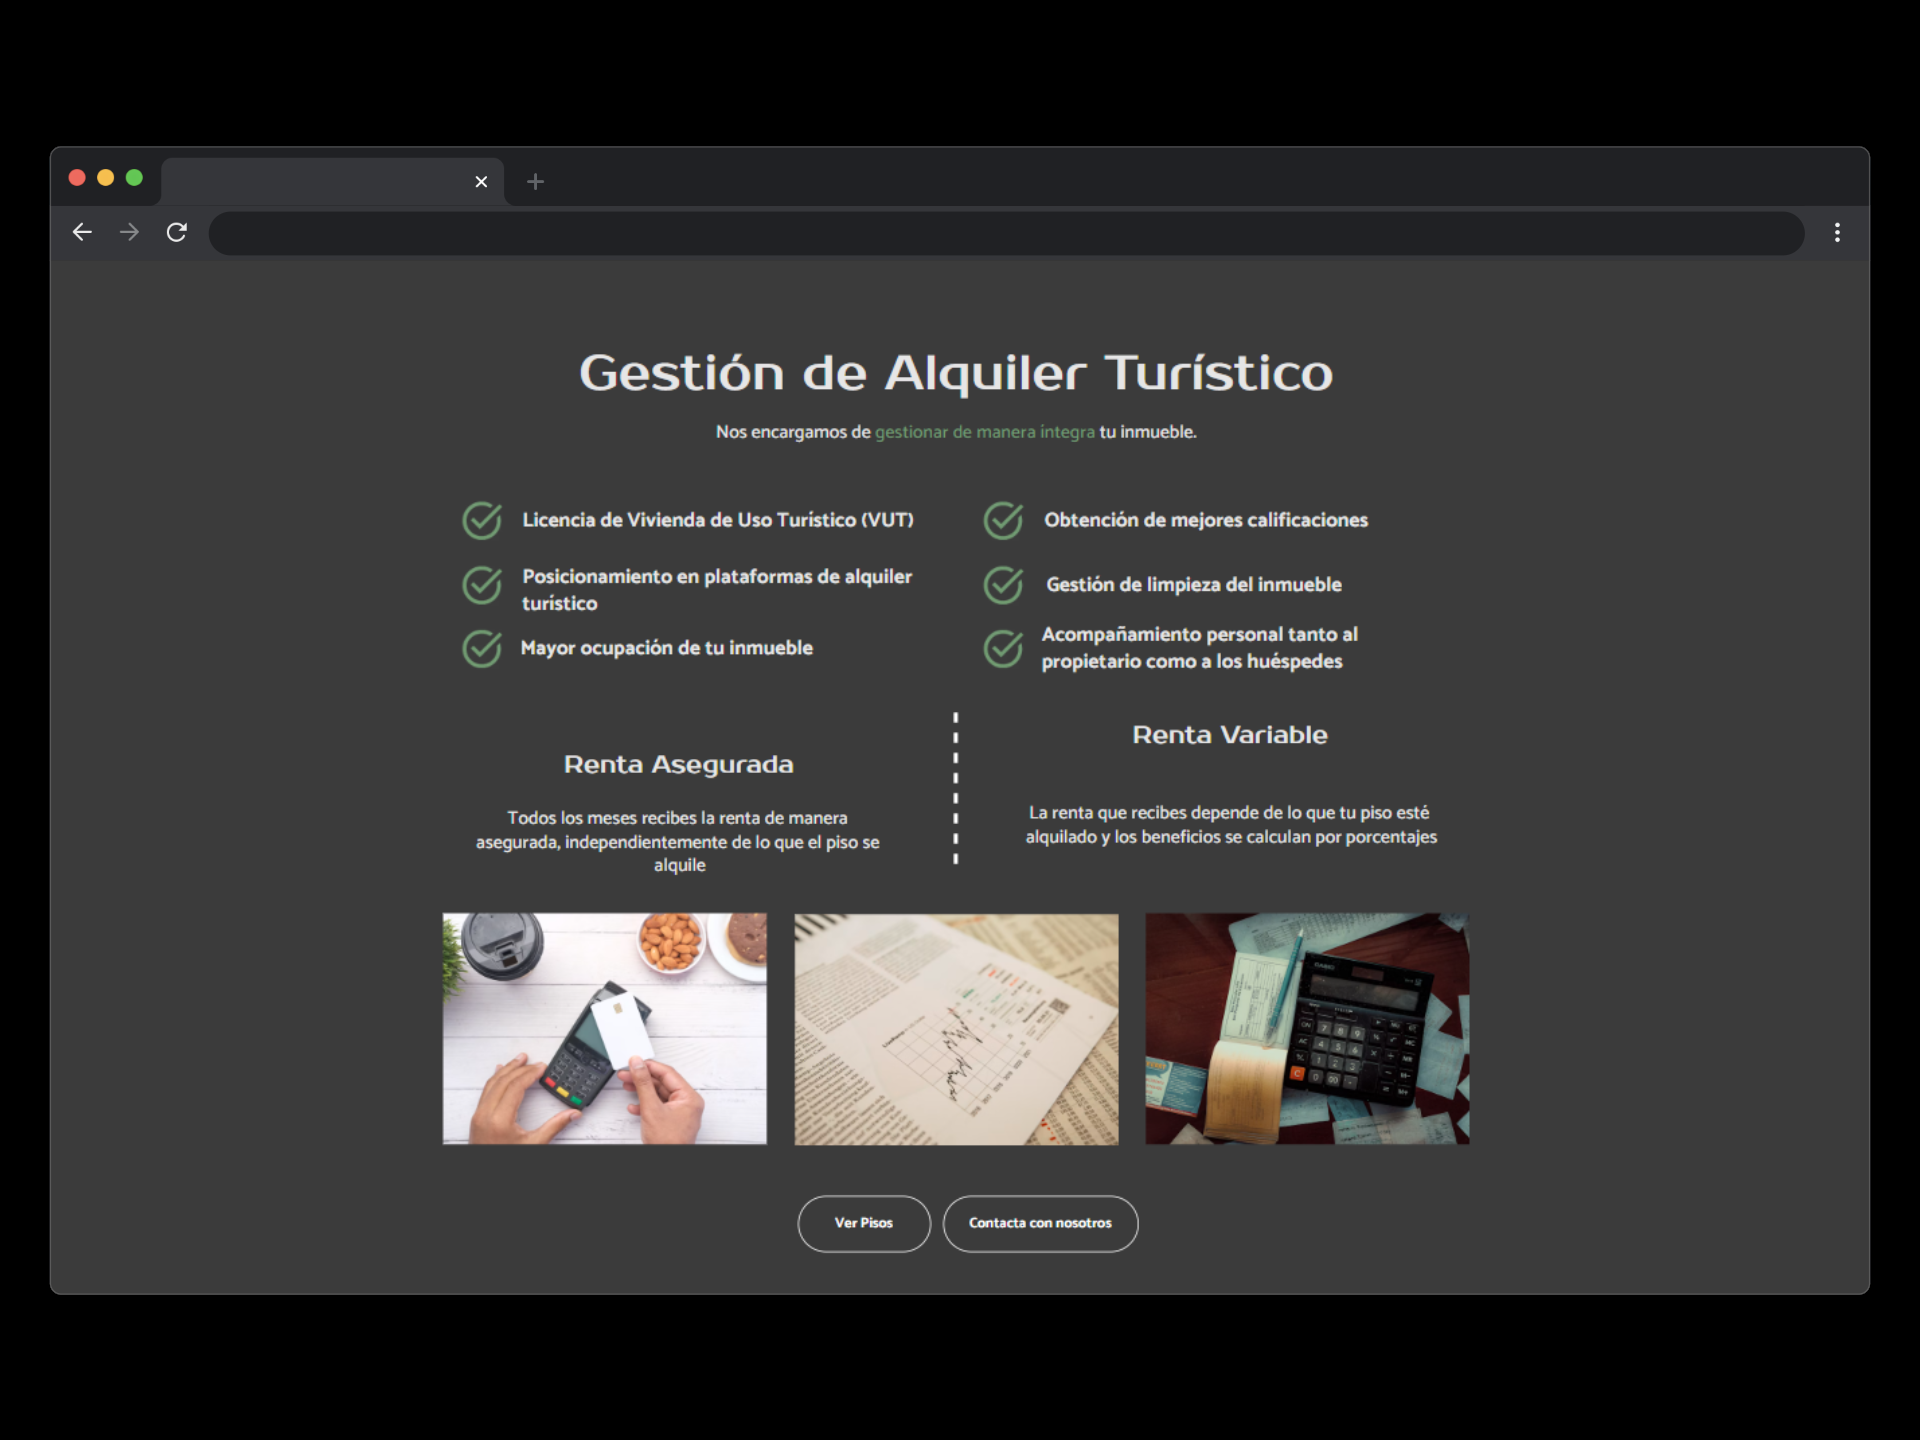 Gestión de Alquiler Turístico
Nos encargamos de gestionar de manera integra tu inmueble.
Licencia de Vivienda de Uso Turístico (VUT)
Posicionamiento en plataformas de alquiler
turístico
Mayor ocupación de tu inmueble
Obtención de mejores calificaciones
Gestión de limpieza del inmueble
Acompañamiento personal tanto al
propietario como a los huéspedes
Renta Asegurada
Todos los meses recibes la renta de manera
asegurada, independientemente de lo que el piso se
alquile
Renta Variable
La renta que recibes depende de lo que tu piso esté
alquilado y los beneficios se calculan por porcentajes
Ver Pisos
Contacta con nosotros